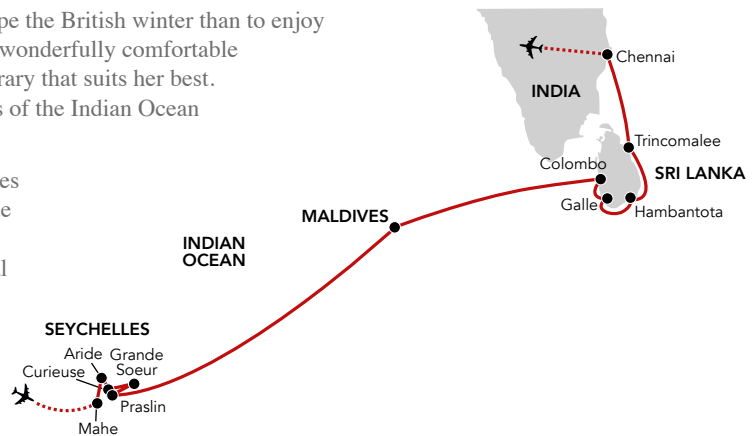 pe the British winter than to enjoy
wonderfully comfortable
rary that suits her best.
s of the Indian Ocean
es
e
al
Chennai
INDIA
Trincomalee
Colombo
SRI LANKA
Galle
Hambantota
MALDIVES
INDIAN
OCEAN
SEYCHELLES
Aride
Grande
Soeur
Curieuse
Praslin
Mahe